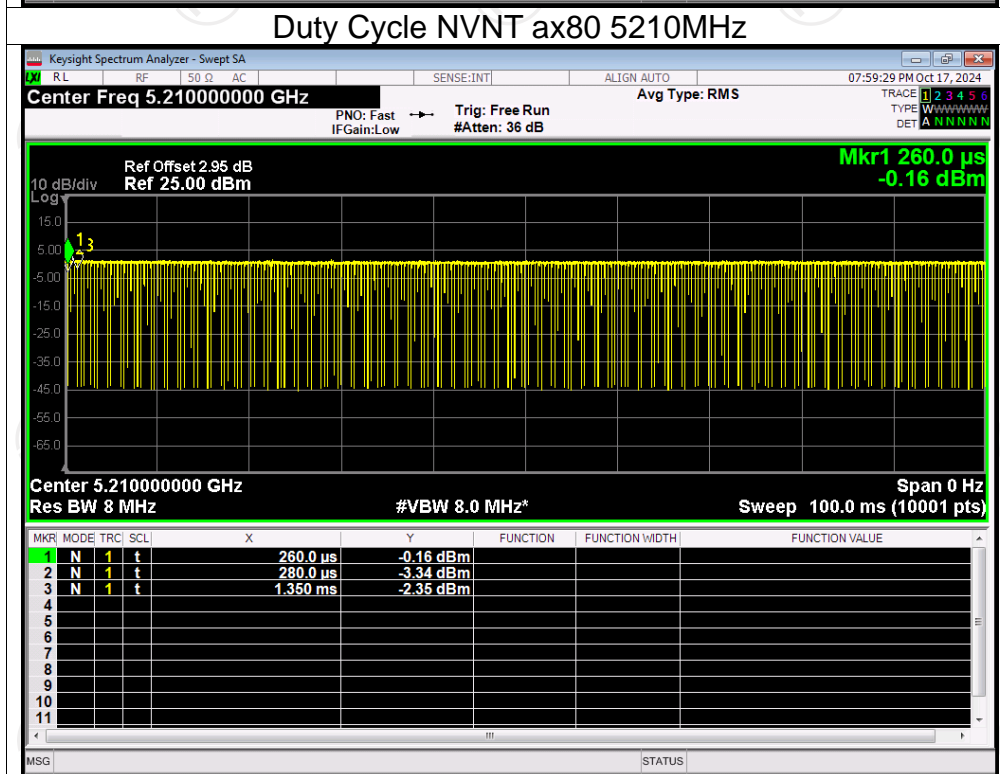 Duty Cycle NVNT ax80 5210MHz
Keysight Spectrum Analyzer - Swept SA
LXI RL RF 50 Ω AC SENSE:INT ALIGN AUTO 07:59:29 PM Oct 17, 2024
Center Freq 5.210000000 GHz
PNO: Fast
IFGain:Low
Trig: Free Run
#Atten: 36 dB
Avg Type: RMS
TRACE 1 2 3 4 5 6
TYPE WWWWWW
DET A N N N N N
Mkr1 260.0 µs
-0.16 dBm
Ref Offset 2.95 dB
10 dB/div Ref 25.00 dBm
Log
15.0
5.00
-5.00
-15.0
-25.0
-35.0
-45.0
-55.0
-65.0
1 3
Center 5.210000000 GHz Span 0 Hz
Res BW 8 MHz #VBW 8.0 MHz* Sweep 100.0 ms (10001 pts)
MKR MODE TRC SCL X Y FUNCTION FUNCTION WIDTH FUNCTION VALUE
1 N 1 t 260.0 µs -0.16 dBm
2 N 1 t 280.0 µs -3.34 dBm
3 N 1 t 1.350 ms -2.35 dBm
4
5
6
7
8
9
10
11
MSG STATUS